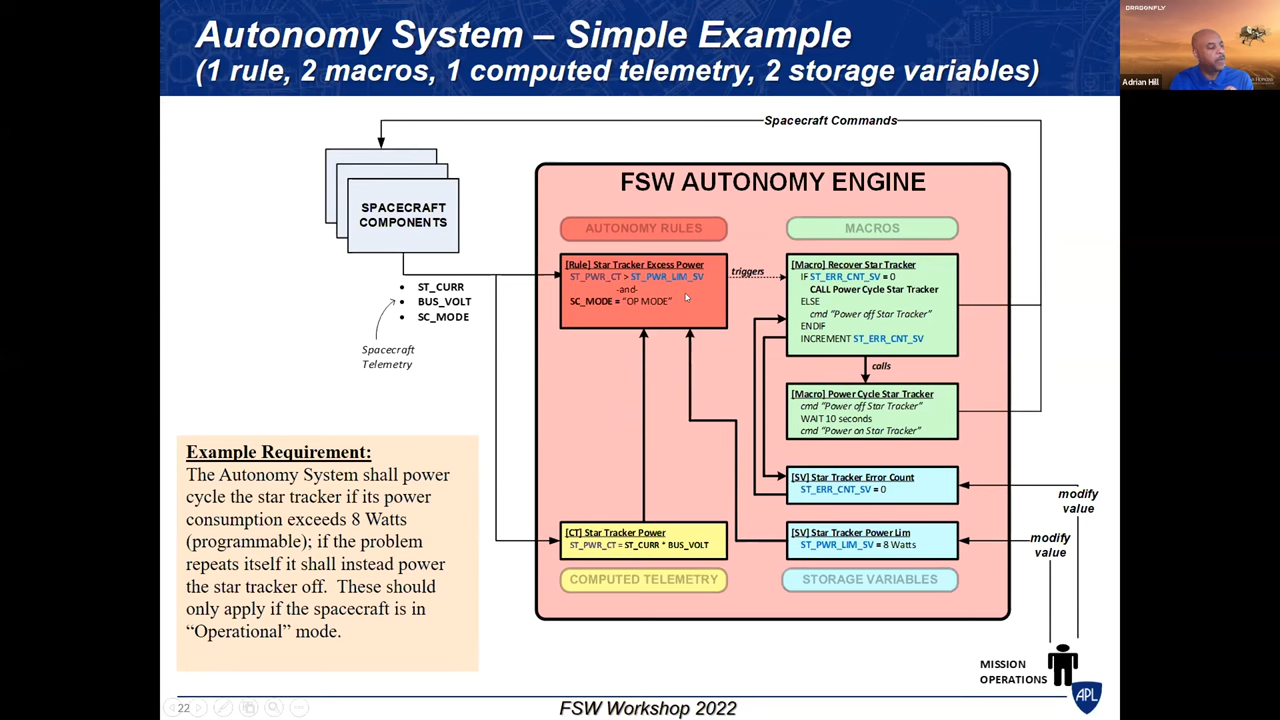 Autonomy System – Simple Example
(1 rule, 2 macros, 1 computed telemetry, 2 storage variables)
DRAGONFLY
Adrian Hill
Spacecraft Commands
SPACECRAFT
COMPONENTS
• ST_CURR
• BUS_VOLT
• SC_MODE
Spacecraft
Telemetry
FSW AUTONOMY ENGINE
AUTONOMY RULES
[Rule] Star Tracker Excess Power
ST_PWR_CT > ST_PWR_LIM_SV
-and-
SC_MODE = “OP MODE”
triggers
MACROS
[Macro] Recover Star Tracker
IF ST_ERR_CNT_SV = 0
CALL Power Cycle Star Tracker
ELSE
cmd “Power off Star Tracker”
ENDIF
INCREMENT ST_ERR_CNT_SV
calls
[Macro] Power Cycle Star Tracker
cmd “Power off Star Tracker”
WAIT 10 seconds
cmd “Power on Star Tracker”
[SV] Star Tracker Error Count
ST_ERR_CNT_SV = 0
[CT] Star Tracker Power
ST_PWR_CT = ST_CURR * BUS_VOLT
COMPUTED TELEMETRY
[SV] Star Tracker Power Lim
ST_PWR_LIM_SV = 8 Watts
STORAGE VARIABLES
modify
value
modify
value
MISSION
OPERATIONS
Example Requirement:
The Autonomy System shall power
cycle the star tracker if its power
consumption exceeds 8 Watts
(programmable); if the problem
repeats itself it shall instead power
the star tracker off. These should
only apply if the spacecraft is in
“Operational” mode.
22
FSW Workshop 2022
APL